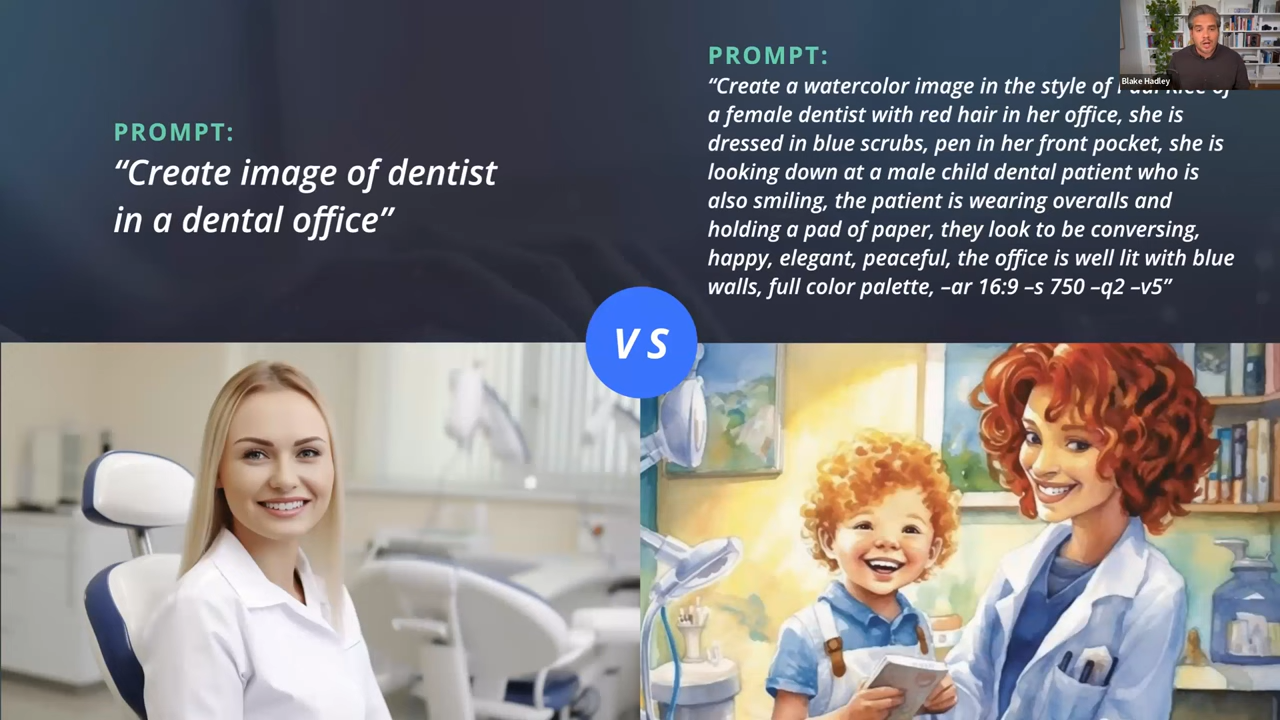 PROMPT:
“Create image of dentist
in a dental office”
PROMPT:
“Create a watercolor image in the style of
a female dentist with red hair in her office, she is
dressed in blue scrubs, pen in her front pocket, she is
looking down at a male child dental patient who is
also smiling, the patient is wearing overalls and
holding a pad of paper, they look to be conversing,
happy, elegant, peaceful, the office is well lit with blue
walls, full color palette, –ar 16:9 –s 750 –q2 –v5”
VS
Blake Hadley